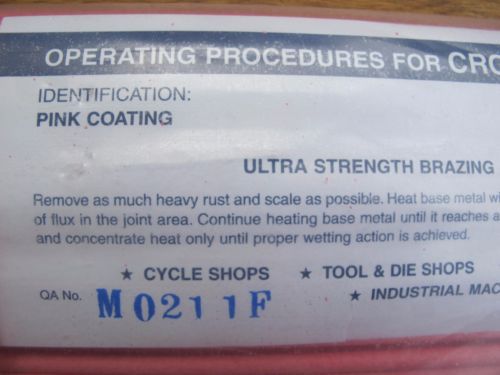 OPERATING PROCEDURES FOR CRO
IDENTIFICATION:
PINK COATING
ULTRA STRENGTH BRAZING
Remove as much heavy rust and scale as possible. Heat base metal wi
of flux in the joint area. Continue heating base metal until it reaches a
and concentrate heat only until proper wetting action is achieved.
★ CYCLE SHOPS ★ TOOL & DIE SHOPS
QA No. M0211F ★ INDUSTRIAL MAC